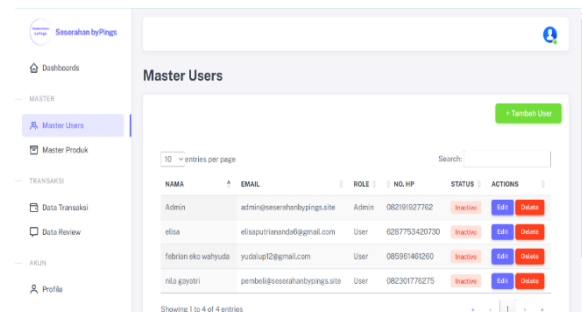 Seserahan byPings
Dashboards
MASTER
Master Users
Master Produk
TRANSAKSI
Data Transaksi
Data Review
AKUN
Profile
Master Users
+ Tambah User
10 entries per page
Search:
NAMA EMAIL ROLE NO. HP STATUS ACTIONS
Admin admin@seserahanbypings.site Admin 082191927762 Inactive Edit Delete
elisa elisaputriananda6@gmail.com User 6287753420730 Inactive Edit Delete
febrian eko wahyuda yudalup12@gmail.com User 085961461260 Inactive Edit Delete
nila gayatri pembeli@seserahanbypings.site User 082301776275 Inactive Edit Delete
Showing 1 to 4 of 4 entries
« ‹ 1 › »